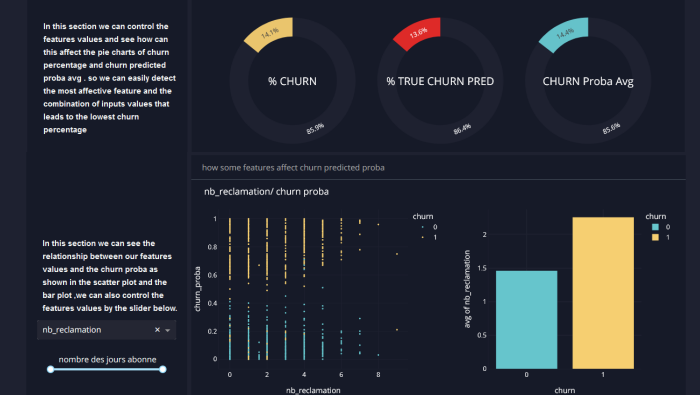 In this section we can control the
features values and see how can
this affect the pie charts of churn
percentage and churn predicted
proba avg . so we can easily detect
the most affective feature and the
combination of inputs values that
leads to the lowest churn
percentage
14.1%
% CHURN
85.9%
13.6%
% TRUE CHURN PRED
86.4%
14.4%
CHURN Proba Avg
85.6%
how some features affect churn predicted proba
nb_reclamation/ churn proba
In this section we can see the
relationship between our features
values and the churn proba as
shown in the scatter plot and the
bar plot ,we can also control the
features values by the slider below.
nb_reclamation
×
nombre des jours abonne
churn_proba
1
0.8
0.6
0.4
0.2
0
0 2 4 6 8
nb_reclamation
churn
0
1
avg of nb_reclamation
2
1.5
1
0.5
0
0 1
churn
churn
0
1